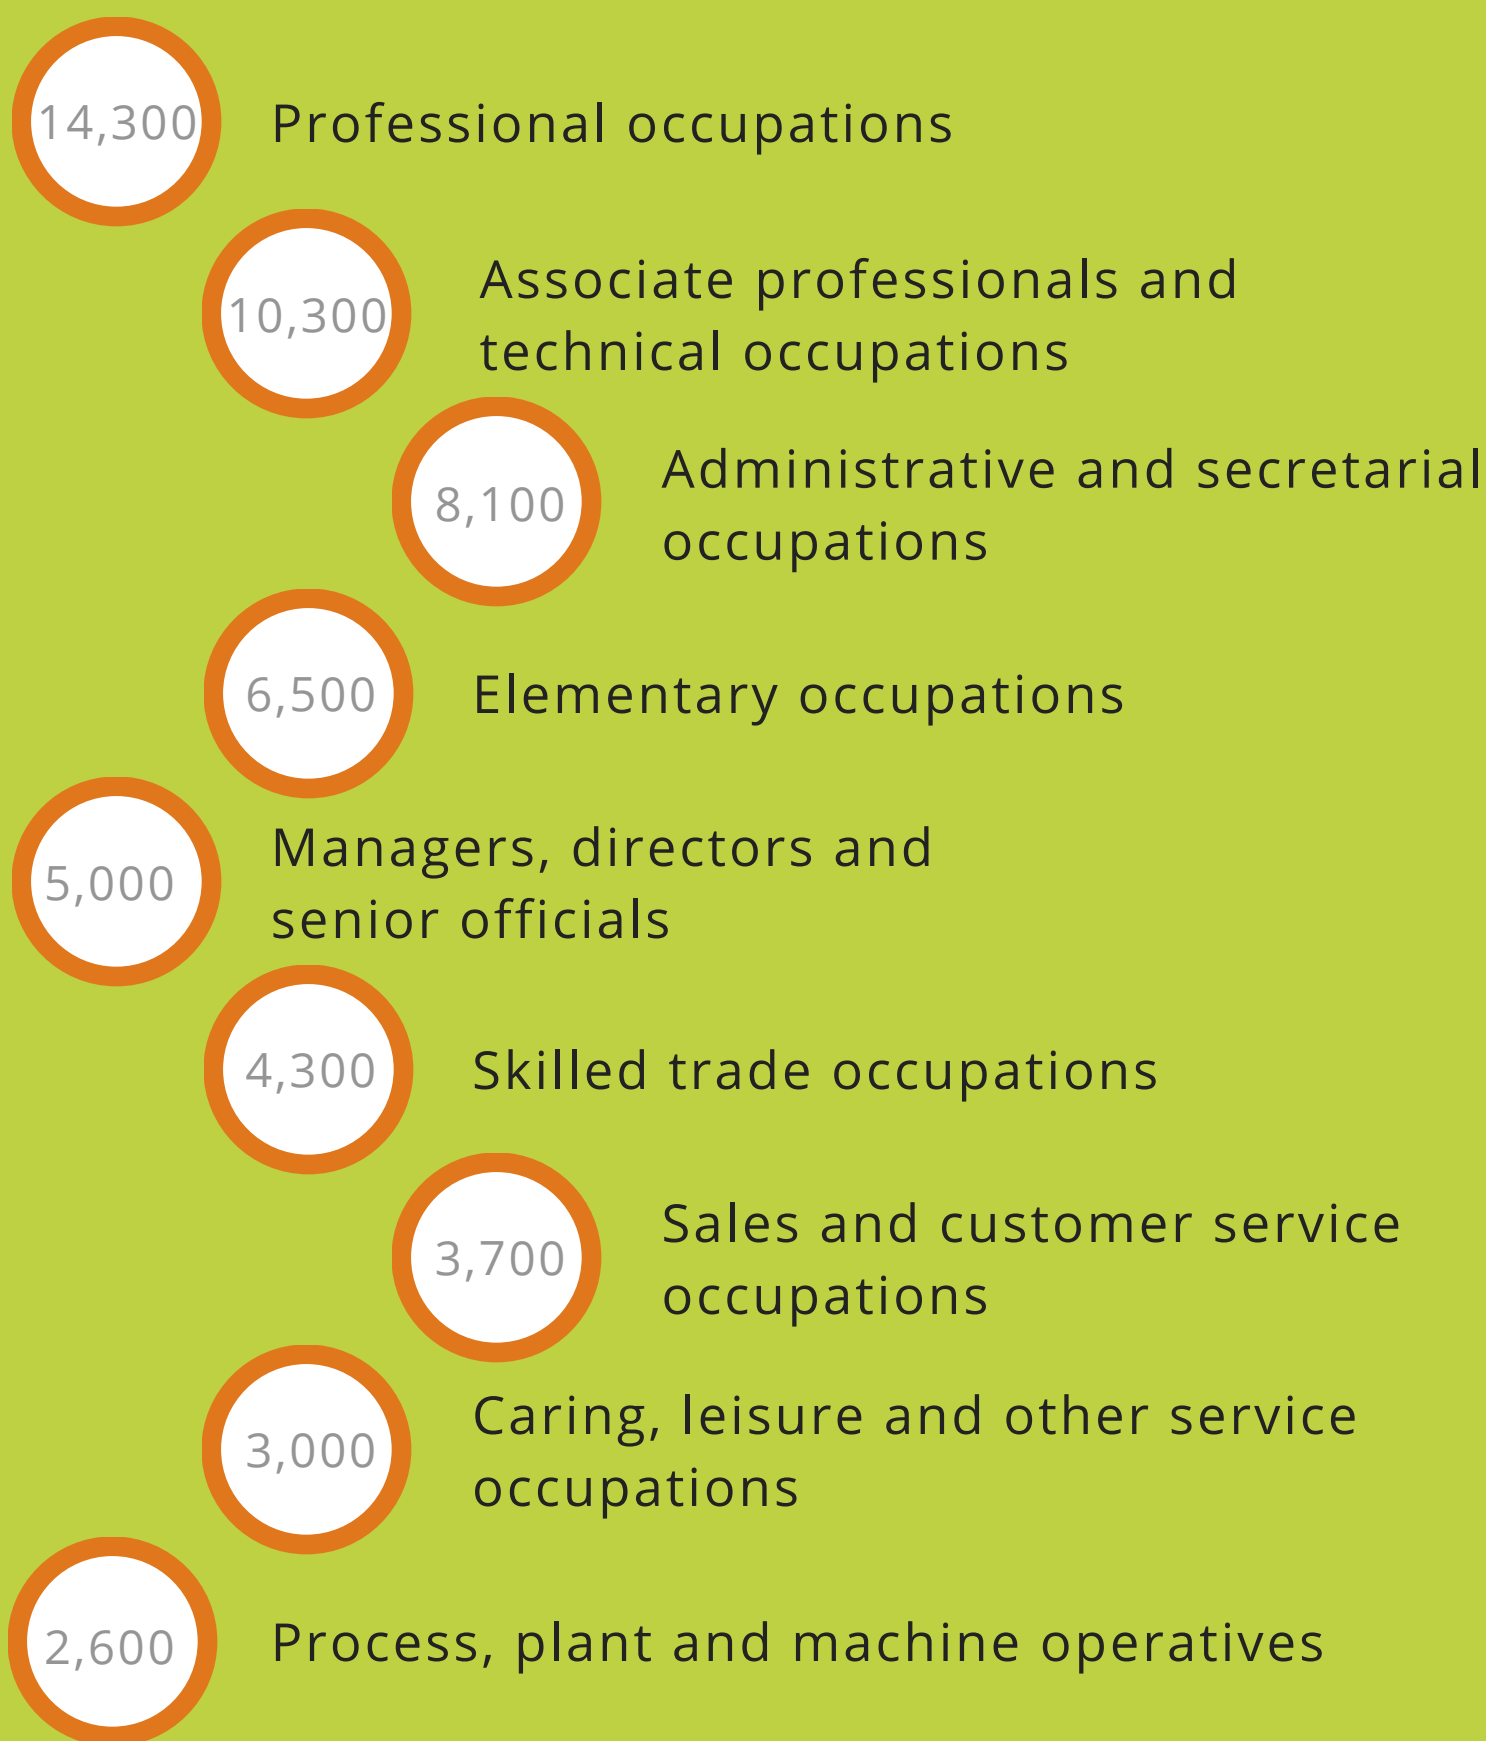 14,300
Professional occupations
10,300
Associate professionals and
technical occupations
8,100
Administrative and secretarial
occupations
6,500
Elementary occupations
5,000
Managers, directors and
senior officials
4,300
Skilled trade occupations
3,700
Sales and customer service
occupations
3,000
Caring, leisure and other service
occupations
2,600
Process, plant and machine operatives